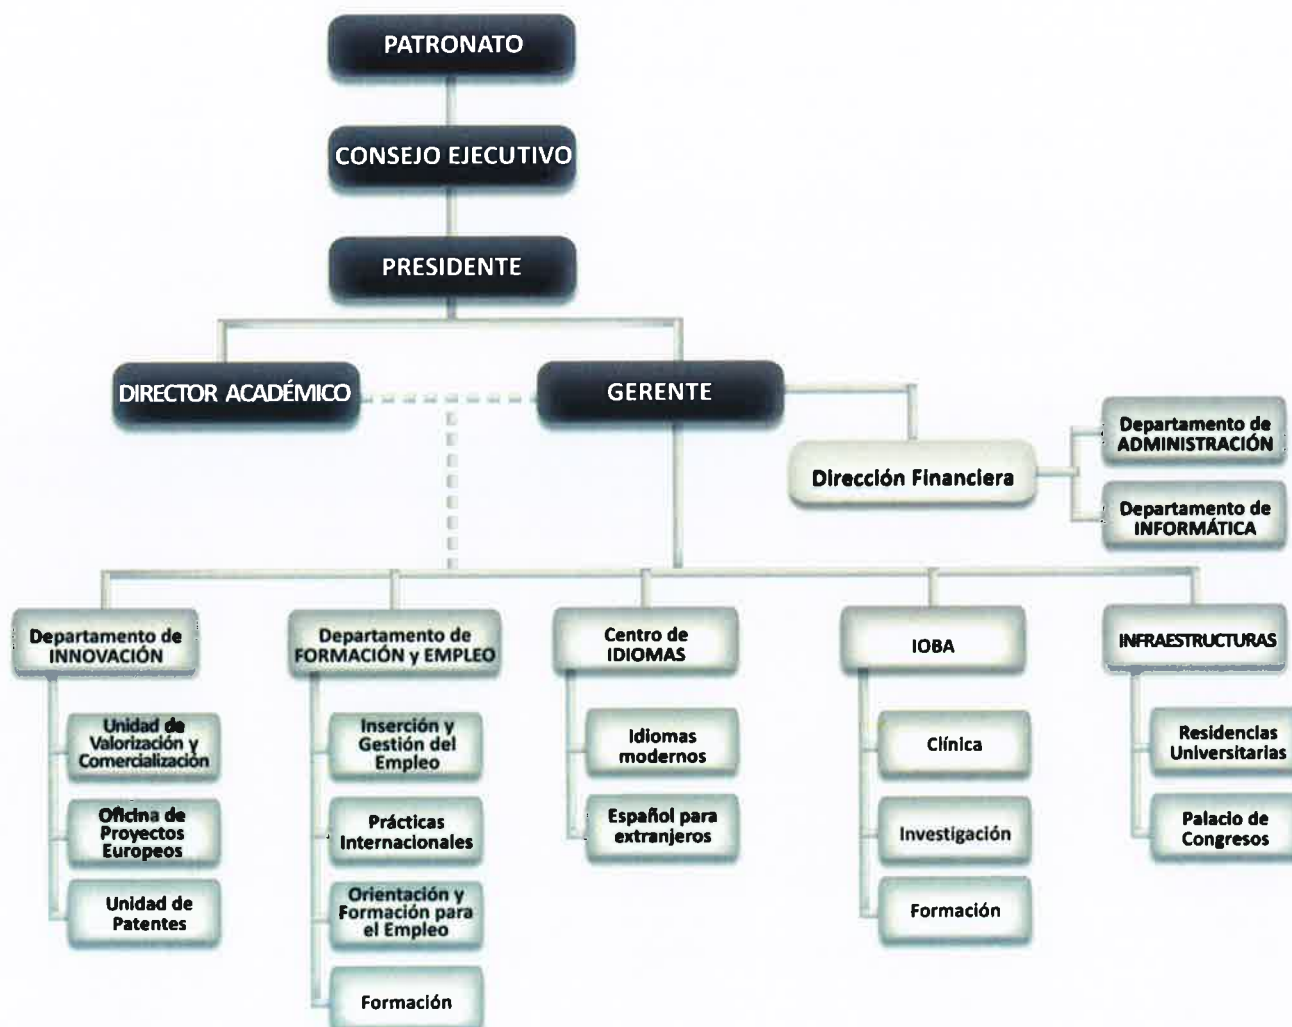 PATRONATO
CONSEJO EJECUTIVO
PRESIDENTE
DIRECTOR ACADÉMICO
GERENTE
Dirección Financiera
Departamento de
ADMINISTRACIÓN
Departamento de
INFORMÁTICA
Departamento de
INNOVACIÓN
Unidad de
Valorización y
Comercialización
Oficina de
Proyectos
Europeos
Unidad de
Patentes
Departamento de
FORMACIÓN y EMPLEO
Inserción y
Gestión del
Empleo
Prácticas
Internacionales
Orientación y
Formación para
el Empleo
Formación
Centro de
IDIOMAS
Idiomas
modernos
Español para
extranjeros
IOBA
Clínica
Investigación
Formación
INFRAESTRUCTURAS
Residencias
Universitarias
Palacio de
Congresos